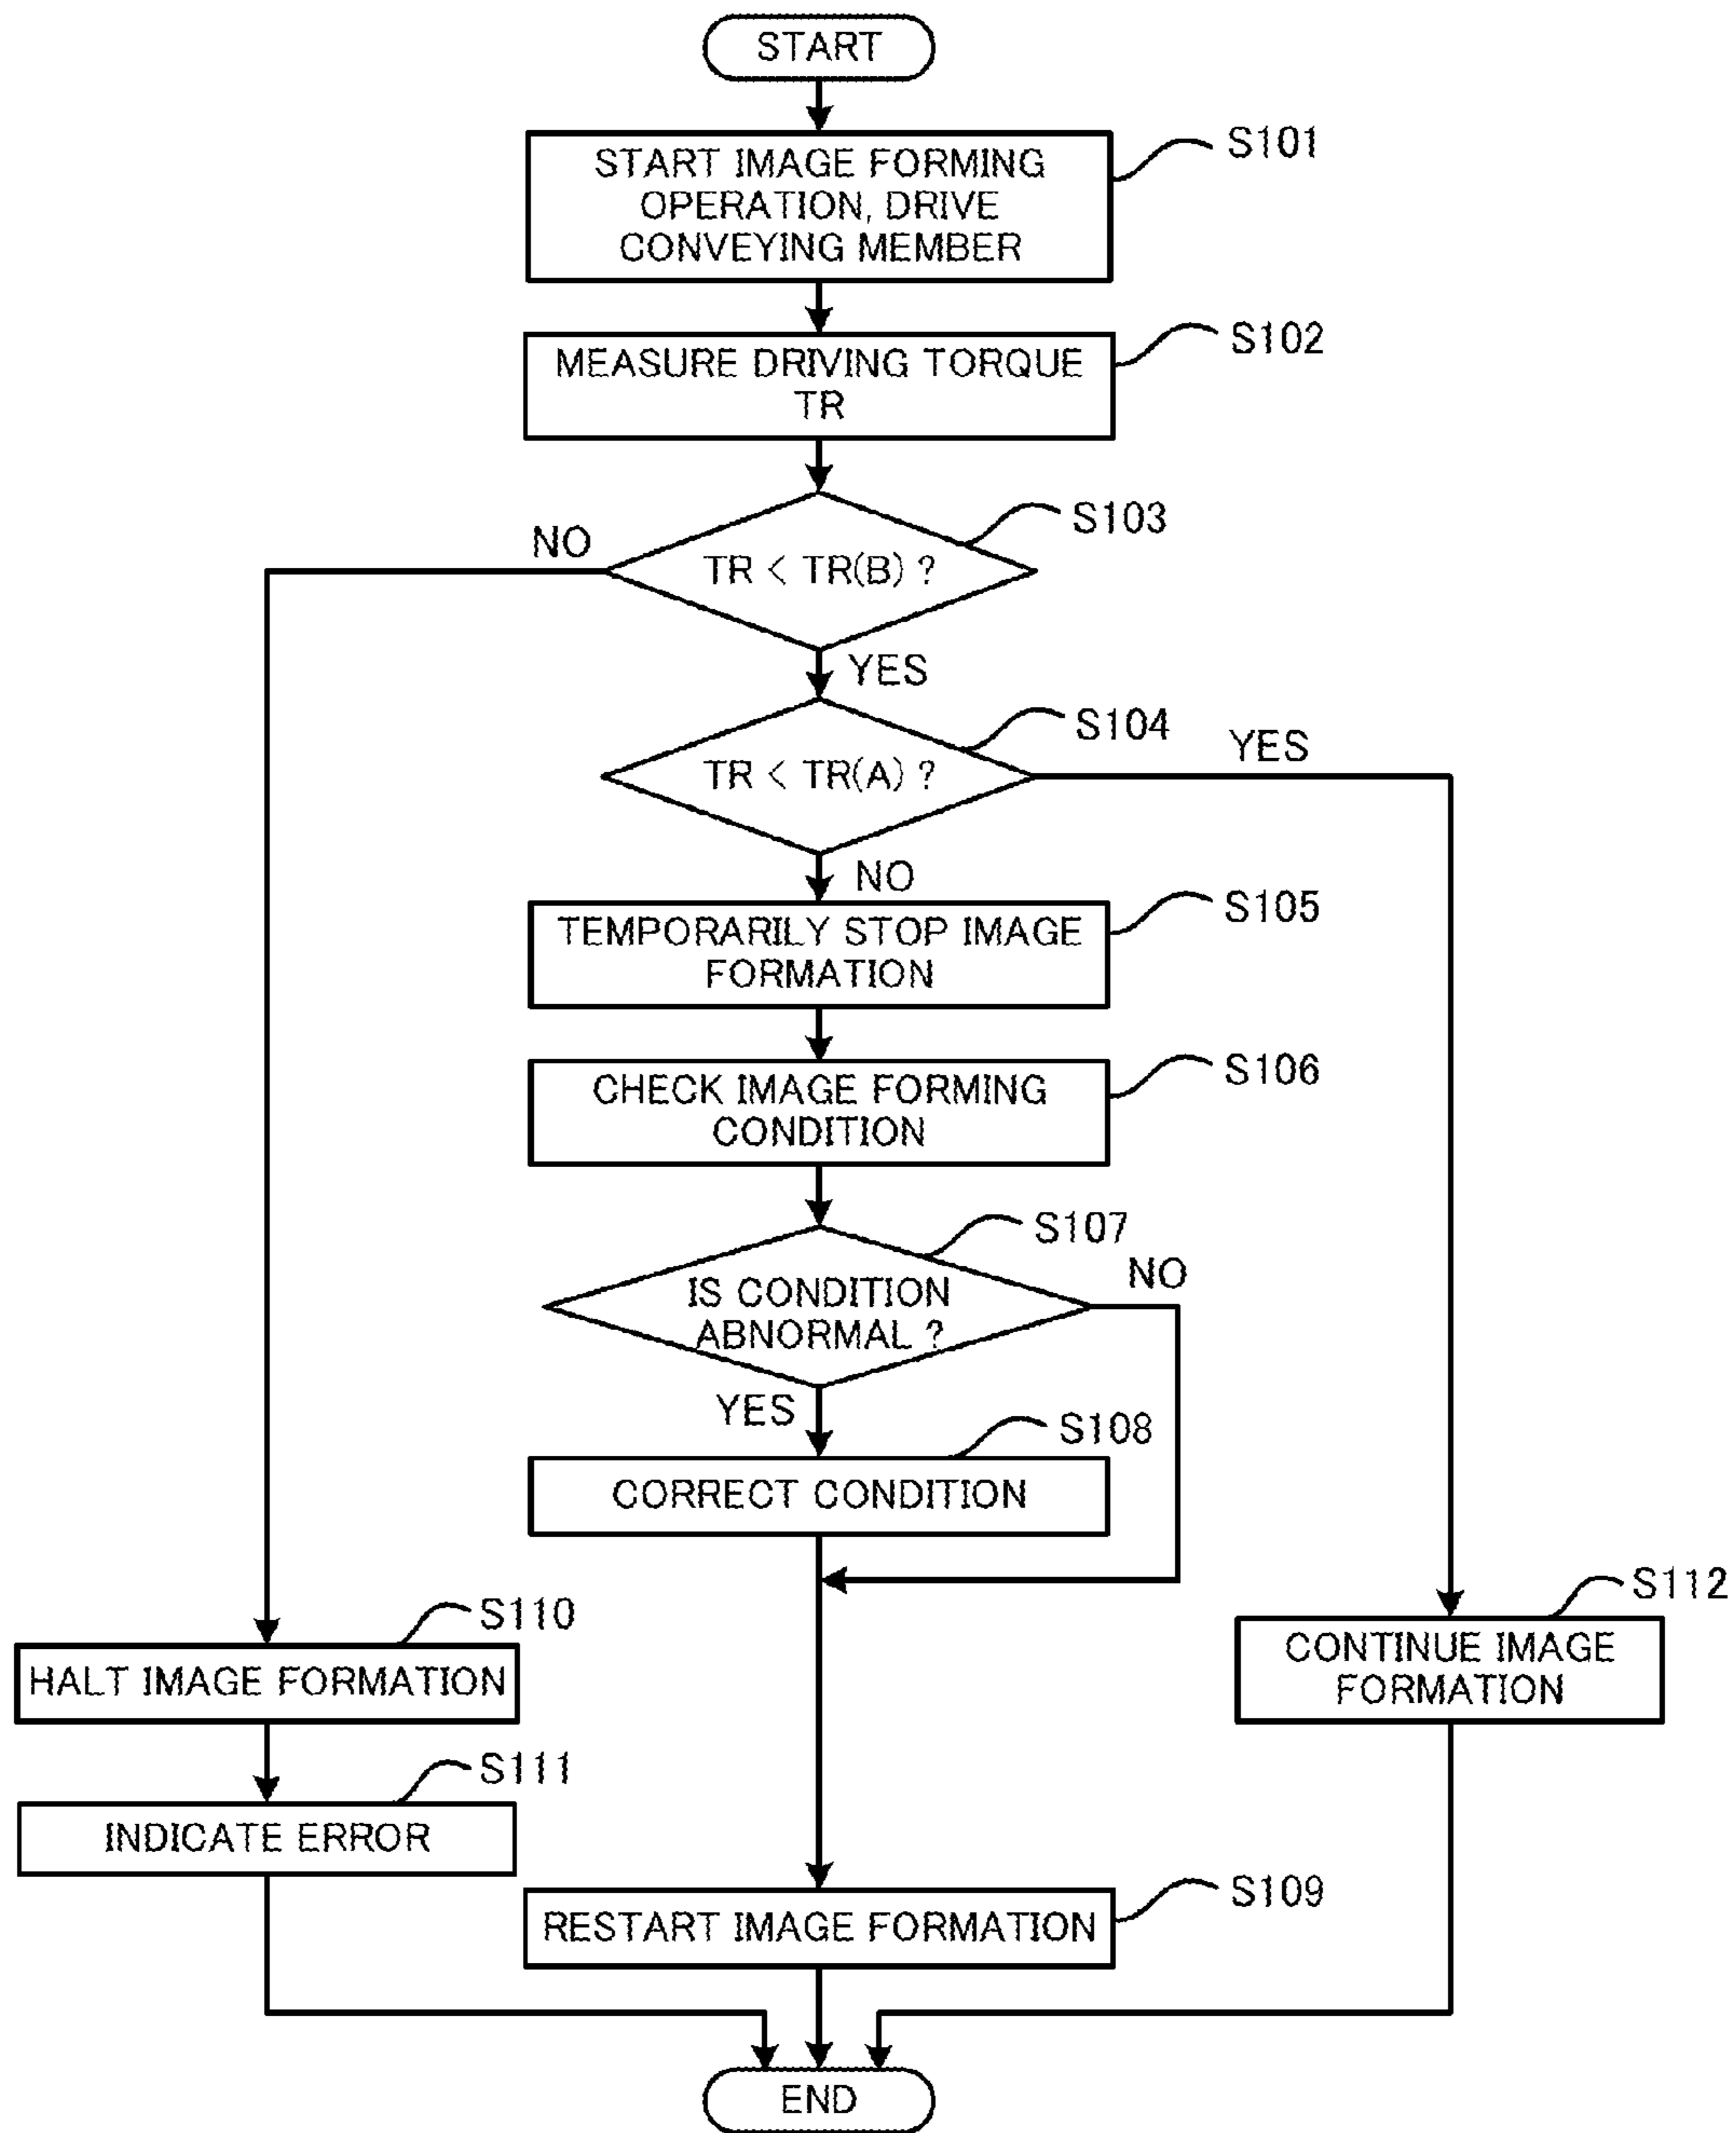 START
START IMAGE FORMING
OPERATION, DRIVE
CONVEYING MEMBER
S101
MEASURE DRIVING TORQUE
TR
S102
TR < TR(B) ?
S103
NO
YES
TR < TR(A) ?
S104
YES
NO
TEMPORARILY STOP IMAGE
FORMATION
S105
CHECK IMAGE FORMING
CONDITION
S106
IS CONDITION
ABNORMAL ?
S107
NO
YES
CORRECT CONDITION
S108
HALT IMAGE FORMATION
S110
CONTINUE IMAGE
FORMATION
S112
INDICATE ERROR
S111
RESTART IMAGE FORMATION
S109
END